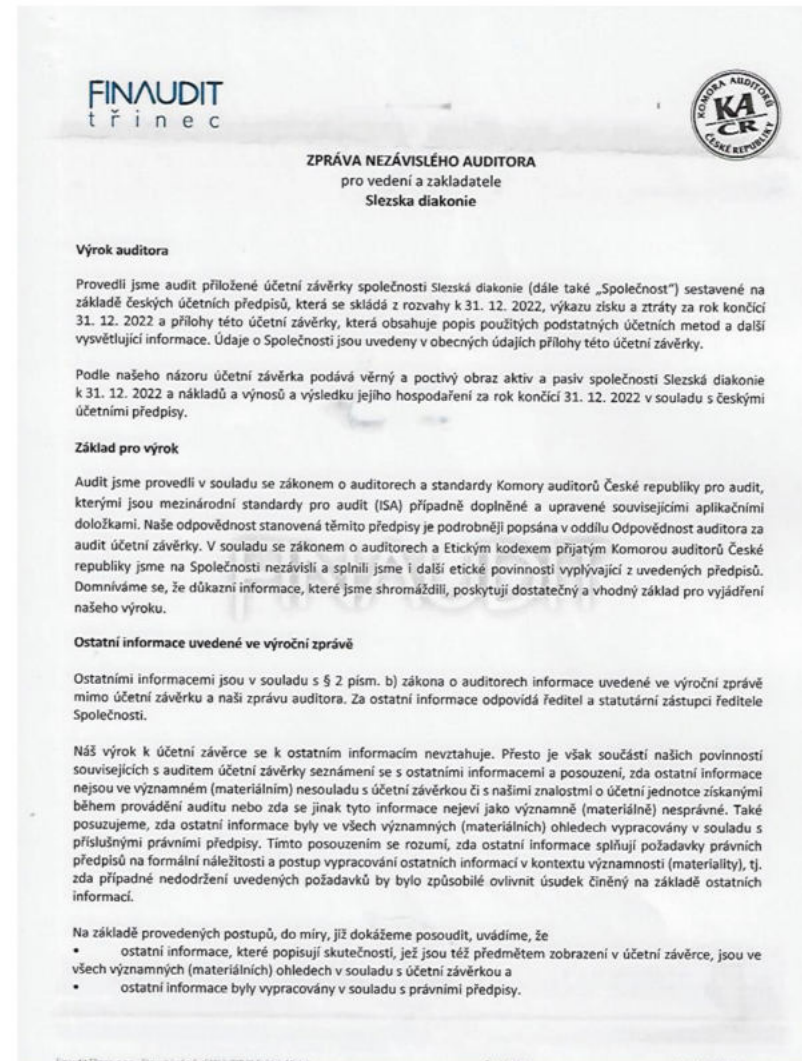 FINAUDIT
třinec
KOMORA AUDITORŮ
KA
ČR
ČESKÉ REPUBLIKY
ZPRÁVA NEZÁVISLÉHO AUDITORA
pro vedení a zakladatele
Slezska diakonie
Výrok auditora
Provedli jsme audit přiložené účetní závěrky společnosti Slezská diakonie (dále také „Společnost") sestavené na
základě českých účetních předpisů, která se skládá z rozvahy k 31. 12. 2022, výkazu zisku a ztráty za rok končící
31. 12. 2022 a přílohy této účetní závěrky, která obsahuje popis použitých podstatných účetních metod a další
vysvětlující informace. Údaje o Společnosti jsou uvedeny v obecných údajích přílohy této účetní závěrky.
Podle našeho názoru účetní závěrka podává věrný a poctivý obraz aktiv a pasiv společnosti Slezská diakonie
k 31. 12. 2022 a nákladů a výnosů a výsledku jejího hospodaření za rok končící 31. 12. 2022 v souladu s českými
účetními předpisy.
Základ pro výrok
Audit jsme provedli v souladu se zákonem o auditorech a standardy Komory auditorů České republiky pro audit,
kterými jsou mezinárodní standardy pro audit (ISA) případně doplněné a upravené souvisejícími aplikačními
doložkami. Naše odpovědnost stanovená těmito předpisy je podrobněji popsána v oddílu Odpovědnost auditora za
audit účetní závěrky. V souladu se zákonem o auditorech a Etickým kodexem přijatým Komorou auditorů České
republiky jsme na Společnosti nezávislí a splnili jsme i další etické povinnosti vyplývající z uvedených předpisů.
Domníváme se, že důkazní informace, které jsme shromáždili, poskytují dostatečný a vhodný základ pro vyjádření
našeho výroku.
FINAUDIT
Ostatní informace uvedené ve výroční zprávě
Ostatními informacemi jsou v souladu s § 2 písm. b) zákona o auditorech informace uvedené ve výroční zprávě
mimo účetní závěrku a naši zprávu auditora. Za ostatní informace odpovídá ředitel a statutární zástupci ředitele
Společnosti.
Náš výrok k účetní závěrce se k ostatním informacím nevztahuje. Přesto je však součástí našich povinností
souvisejících s auditem účetní závěrky seznámení se s ostatními informacemi a posouzení, zda ostatní informace
nejsou ve významném (materiálním) nesouladu s účetní závěrkou či s našimi znalostmi o účetní jednotce získanými
během provádění auditu nebo zda se jinak tyto informace nejeví jako významně (materiálně) nesprávné. Také
posuzujeme, zda ostatní informace byly ve všech významných (materiálních) ohledech vypracovány v souladu s
příslušnými právními předpisy. Tímto posouzením se rozumí, zda ostatní informace splňují požadavky právních
předpisů na formální náležitosti a postup vypracování ostatních informací v kontextu významnosti (materiality), tj.
zda případné nedodržení uvedených požadavků by bylo způsobilé ovlivnit úsudek činěný na základě ostatních
informací.
Na základě provedených postupů, do míry, již dokážeme posoudit, uvádíme, že
• ostatní informace, které popisují skutečnosti, jež jsou též předmětem zobrazení v účetní závěrce, jsou ve
všech významných (materiálních) ohledech v souladu s účetní závěrkou a
• ostatní informace byly vypracovány v souladu s právními předpisy.